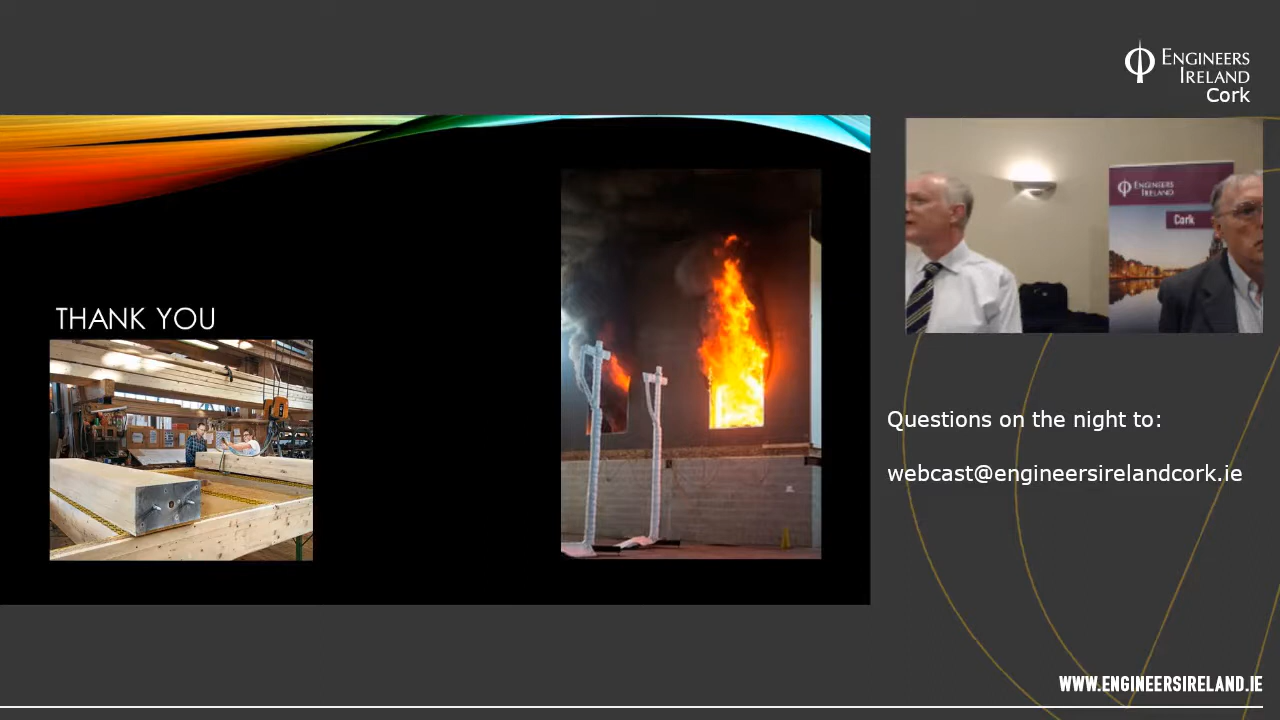 ENGINEERS
IRELAND
Cork
ENGINEERS
IRELAND
Cork
THANK YOU
Questions on the night to:
webcast@engineersirelandcork.ie
WWW.ENGINEERSIRELAND.IE